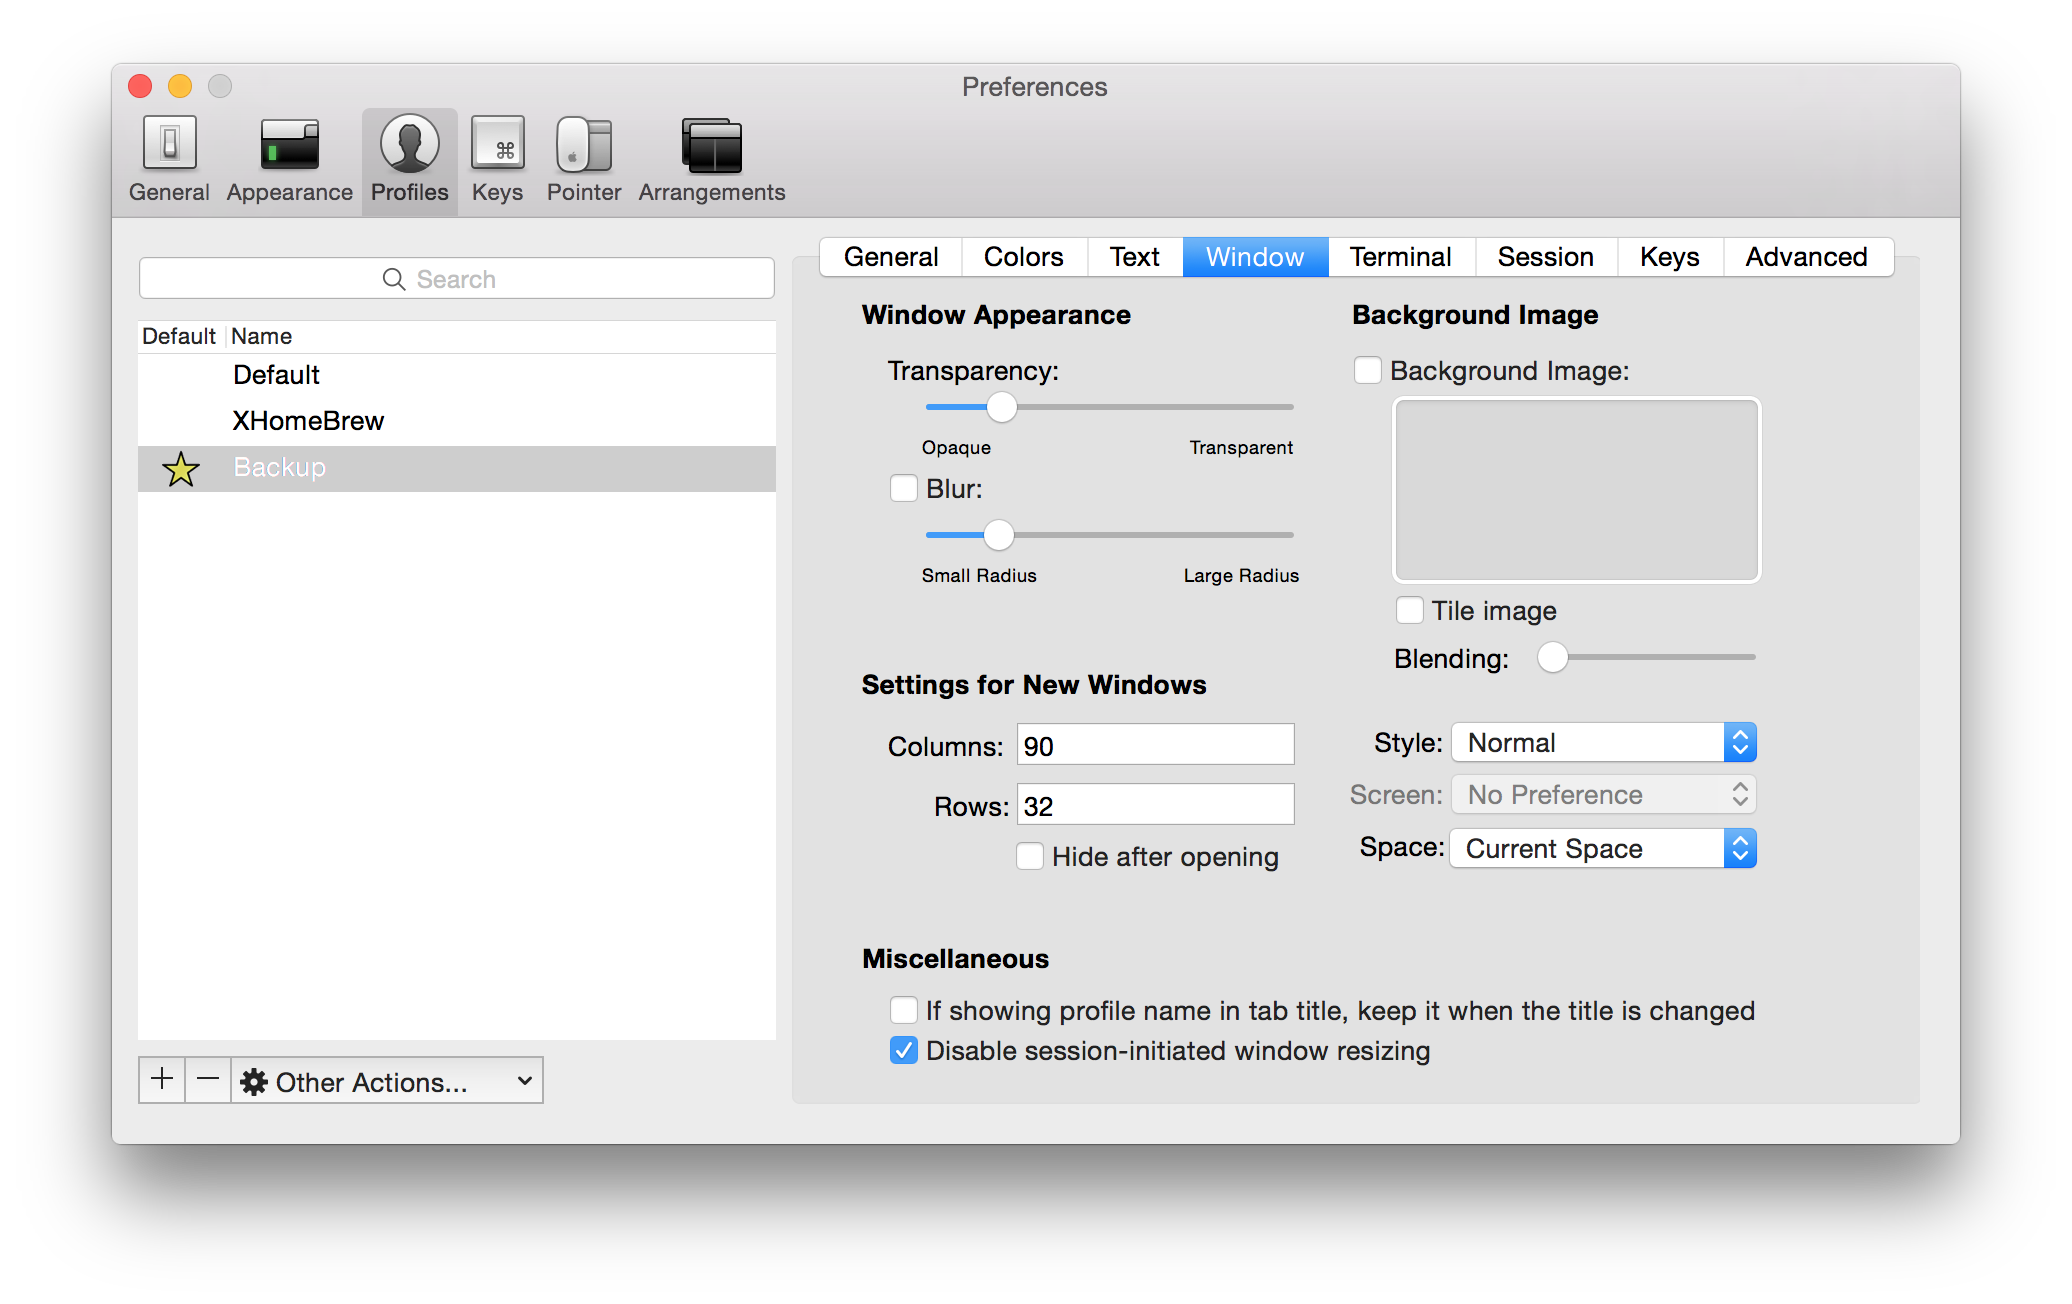 Preferences
General Appearance Profiles Keys Pointer Arrangements
Search
Default Name
Default
XHomeBrew
Backup
Other Actions...
General Colors Text Window Terminal Session Keys Advanced
Window Appearance
Transparency:
Opaque Transparent
Blur:
Small Radius Large Radius
Background Image
Background Image:
Tile image
Blending:
Settings for New Windows
Columns: 90
Rows: 32
Hide after opening
Style: Normal
Screen: No Preference
Space: Current Space
Miscellaneous
If showing profile name in tab title, keep it when the title is changed
Disable session-initiated window resizing